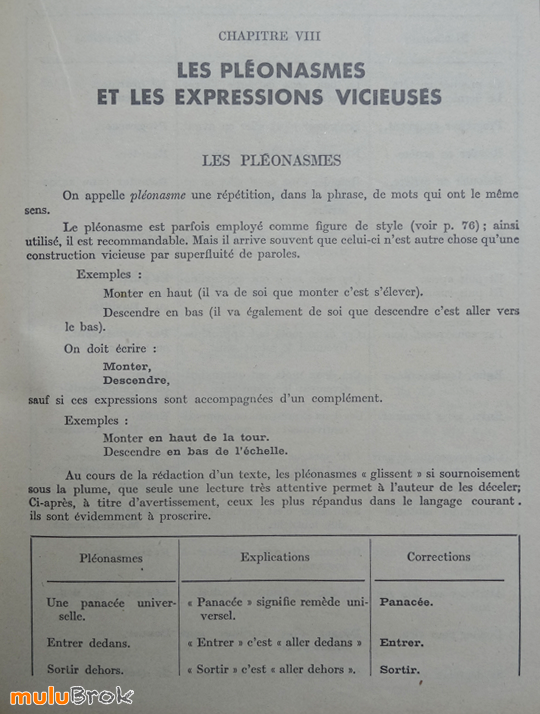 CHAPITRE VIII
LES PLÉONASMES
ET LES EXPRESSIONS VICIEUSES
LES PLÉONASMES
On appelle pléonasme une répétition, dans la phrase, de mots qui ont le même
sens.
Le pléonasme est parfois employé comme figure de style (voir p. 76) ; ainsi
utilisé, il est recommandable. Mais il arrive souvent que celui-ci n'est autre chose qu'une
construction vicieuse par superfluité de paroles.
Exemples :
Monter en haut (il va de soi que monter c'est s'élever).
Descendre en bas (il va également de soi que descendre c'est aller vers
le bas).
On doit écrire :
Monter,
Descendre,
sauf si ces expressions sont accompagnées d'un complément.
Exemples :
Monter en haut de la tour.
Descendre en bas de l'échelle.
Au cours de la rédaction d'un texte, les pléonasmes « glissent » si sournoisement
sous la plume, que seule une lecture très attentive permet à l'auteur de les déceler;
Ci-après, à titre d'avertissement, ceux les plus répandus dans le langage courant .
ils sont évidemment à proscrire.
Pléonasmes Explications Corrections
Une panacée univer- « Panacée » signifie remède uni- Panacée.
selle. versel.
Entrer dedans. « Entrer » c'est « aller dedans » Entrer.
Sortir dehors. « Sortir » c'est « aller dehors ». Sortir.
muluBrok